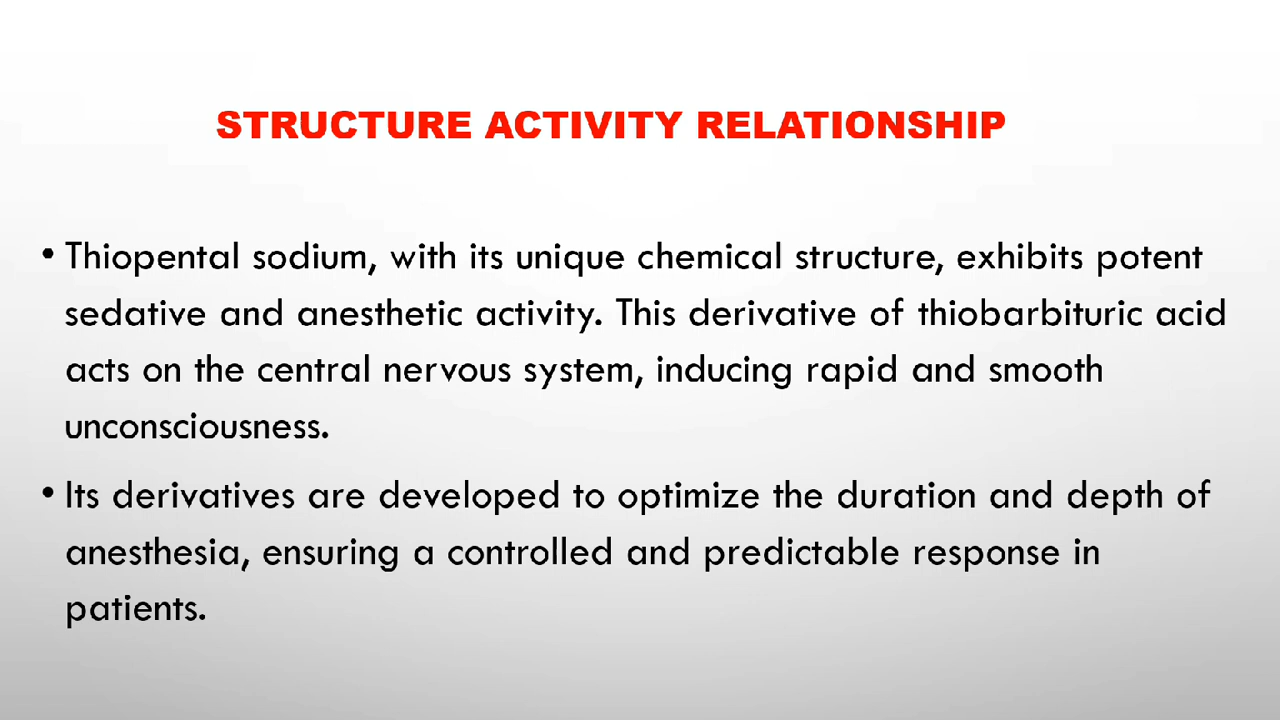 STRUCTURE ACTIVITY RELATIONSHIP
• Thiopental sodium, with its unique chemical structure, exhibits potent
sedative and anesthetic activity. This derivative of thiobarbituric acid
acts on the central nervous system, inducing rapid and smooth
unconsciousness.
• Its derivatives are developed to optimize the duration and depth of
anesthesia, ensuring a controlled and predictable response in
patients.